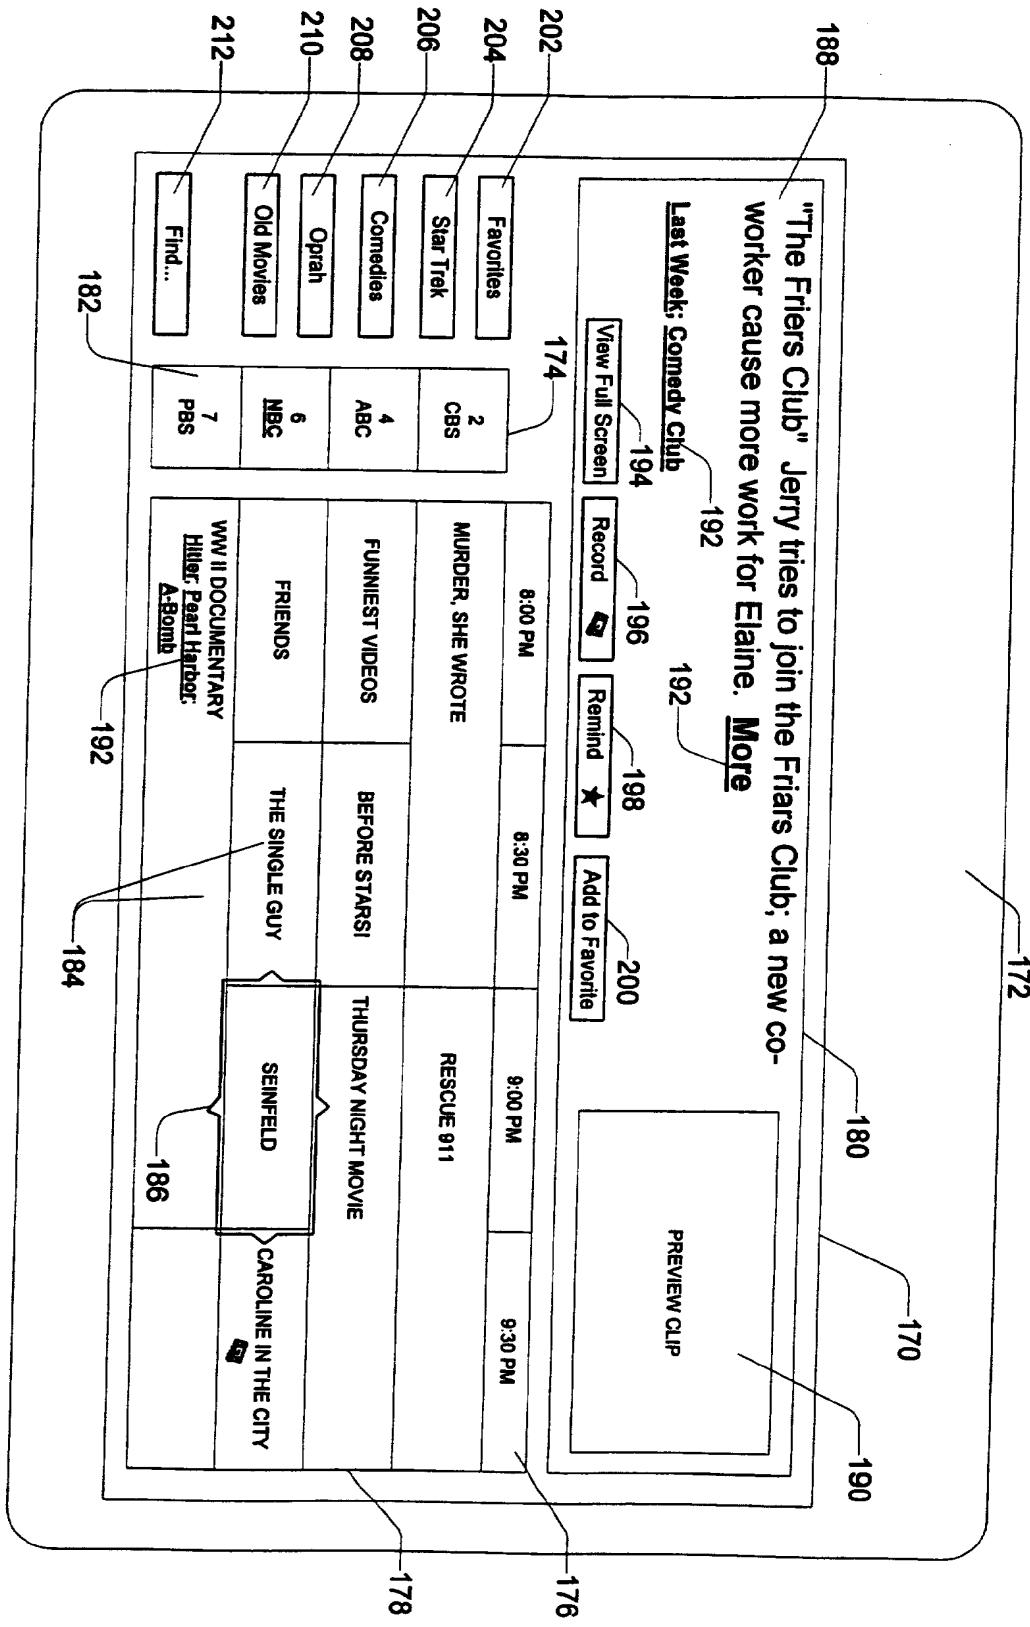 172
188
180
170
"The Friers Club" Jerry tries to join the Friars Club; a new co-
worker cause more work for Elaine. More
192
Last Week; Comedy Club
192
PREVIEW CLIP
190
View Full Screen
Record
Remind ★
Add to Favorite
194
196
198
200
202
204
206
208
210
212
Favorites
Star Trek
Comedies
Oprah
Old Movies
Find...
174
2
CBS
4
ABC
6
NBC
7
PBS
182
8:00 PM
8:30 PM
9:00 PM
9:30 PM
176
MURDER, SHE WROTE
RESCUE 911
FUNNIEST VIDEOS
BEFORE STARS!
THURSDAY NIGHT MOVIE
178
FRIENDS
THE SINGLE GUY
SEINFELD
CAROLINE IN THE CITY
WW II DOCUMENTARY
Hitler; Pearl Harbor;
A-Bomb
192
184
186